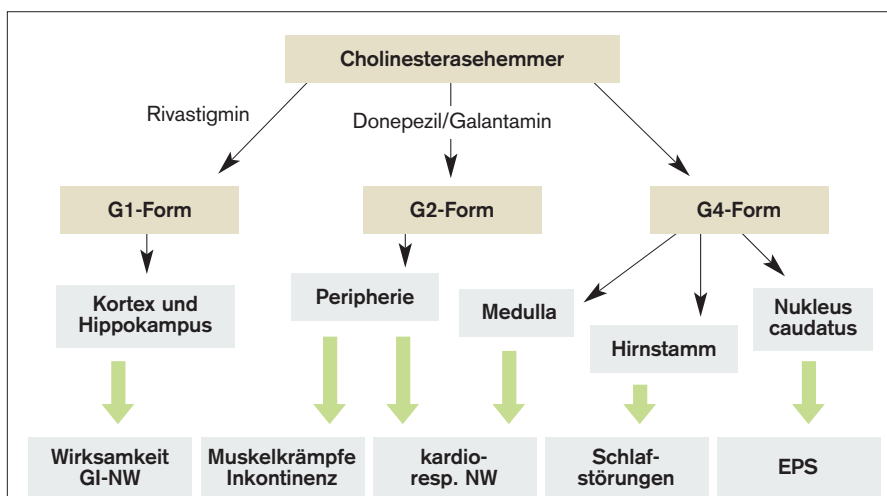 Cholinesterasehemmer
Rivastigmin
Donepezil/Galantamin
G1-Form
G2-Form
G4-Form
Kortex und
Hippokampus
Peripherie
Medulla
Hirnstamm
Nukleus
caudatus
Wirksamkeit
GI-NW
Muskelkrämpfe
Inkontinenz
kardio-
resp. NW
Schlaf-
störungen
EPS